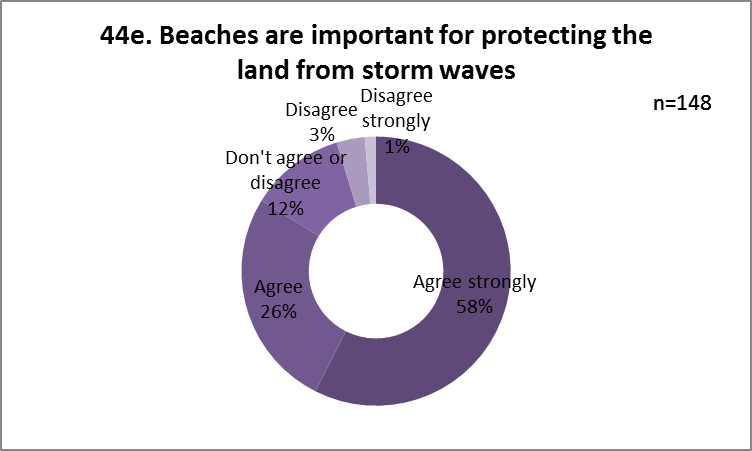 44e. Beaches are important for protecting the
land from storm waves
n=148
Disagree
strongly
1%
Disagree
3%
Don't agree or
disagree
12%
Agree
26%
Agree strongly
58%